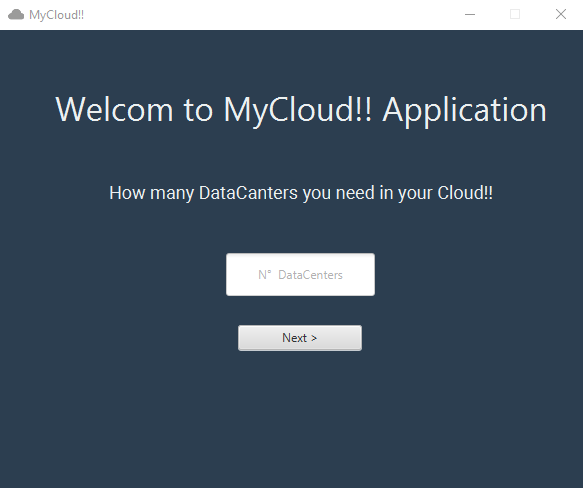 MyCloud!!
Welcom to MyCloud!! Application
How many DataCanters you need in your Cloud!!
N° DataCenters
Next >